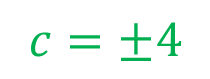 c = ±4